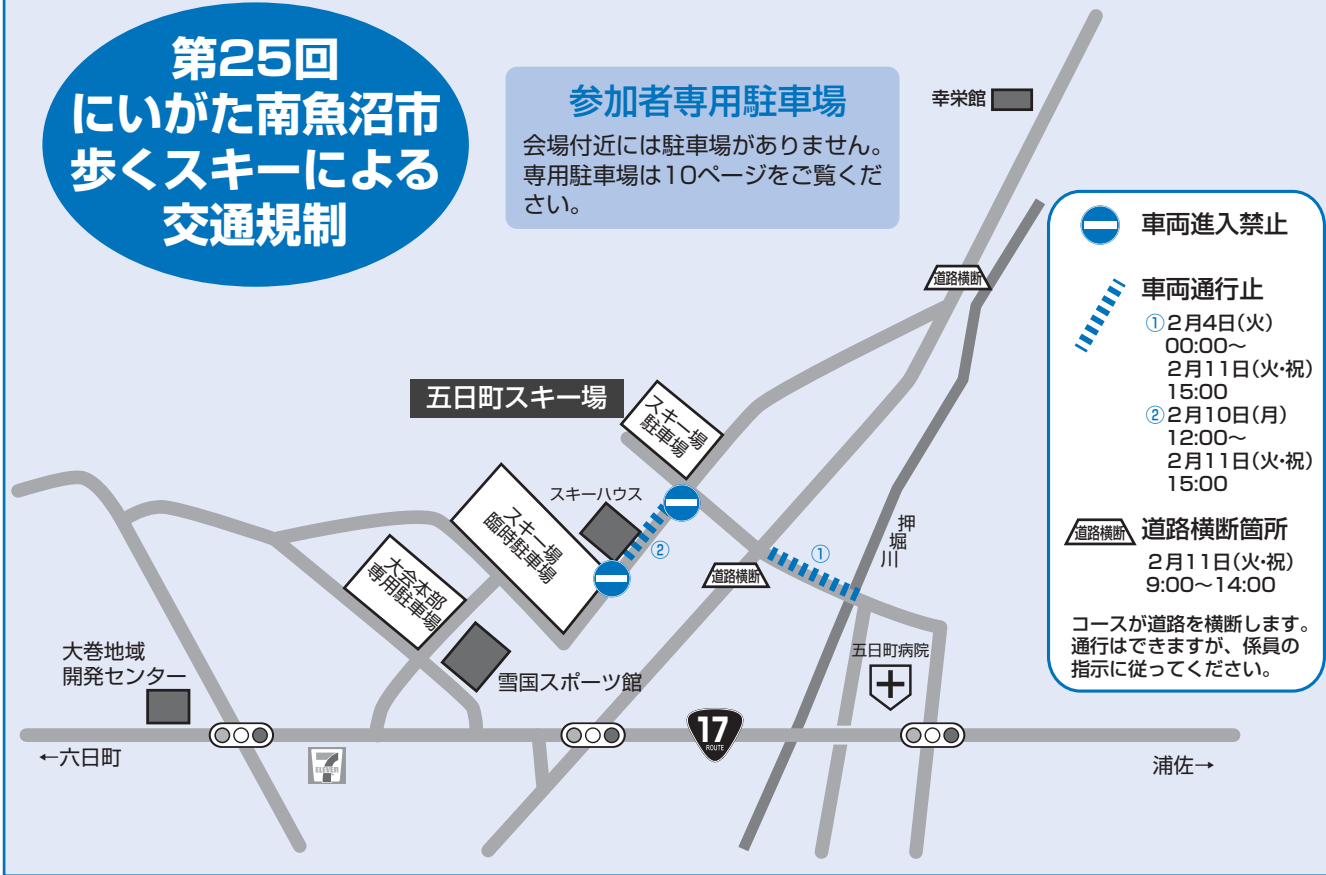 第25回
にいがた南魚沼市
歩くスキーによる
交通規制
参加者専用駐車場
会場付近には駐車場がありません。
専用駐車場は10ページをご覧くだ
さい。
幸栄館
道路横断
五日町スキー場
スキー場
駐車場
スキーハウス
スキー場
臨時駐車場
②
①
押堀川
道路横断
大会本部
専用駐車場
大巻地域
開発センター
雪国スポーツ館
五日町病院
17
ROUTE
←六日町
7
ELEVEN
浦佐→
車両進入禁止
車両通行止
①2月4日(火)
00:00〜
2月11日(火・祝)
15:00
②2月10日(月)
12:00〜
2月11日(火・祝)
15:00
道路横断 道路横断箇所
2月11日(火・祝)
9:00〜14:00
コースが道路を横断します。
通行はできますが、係員の
指示に従ってください。